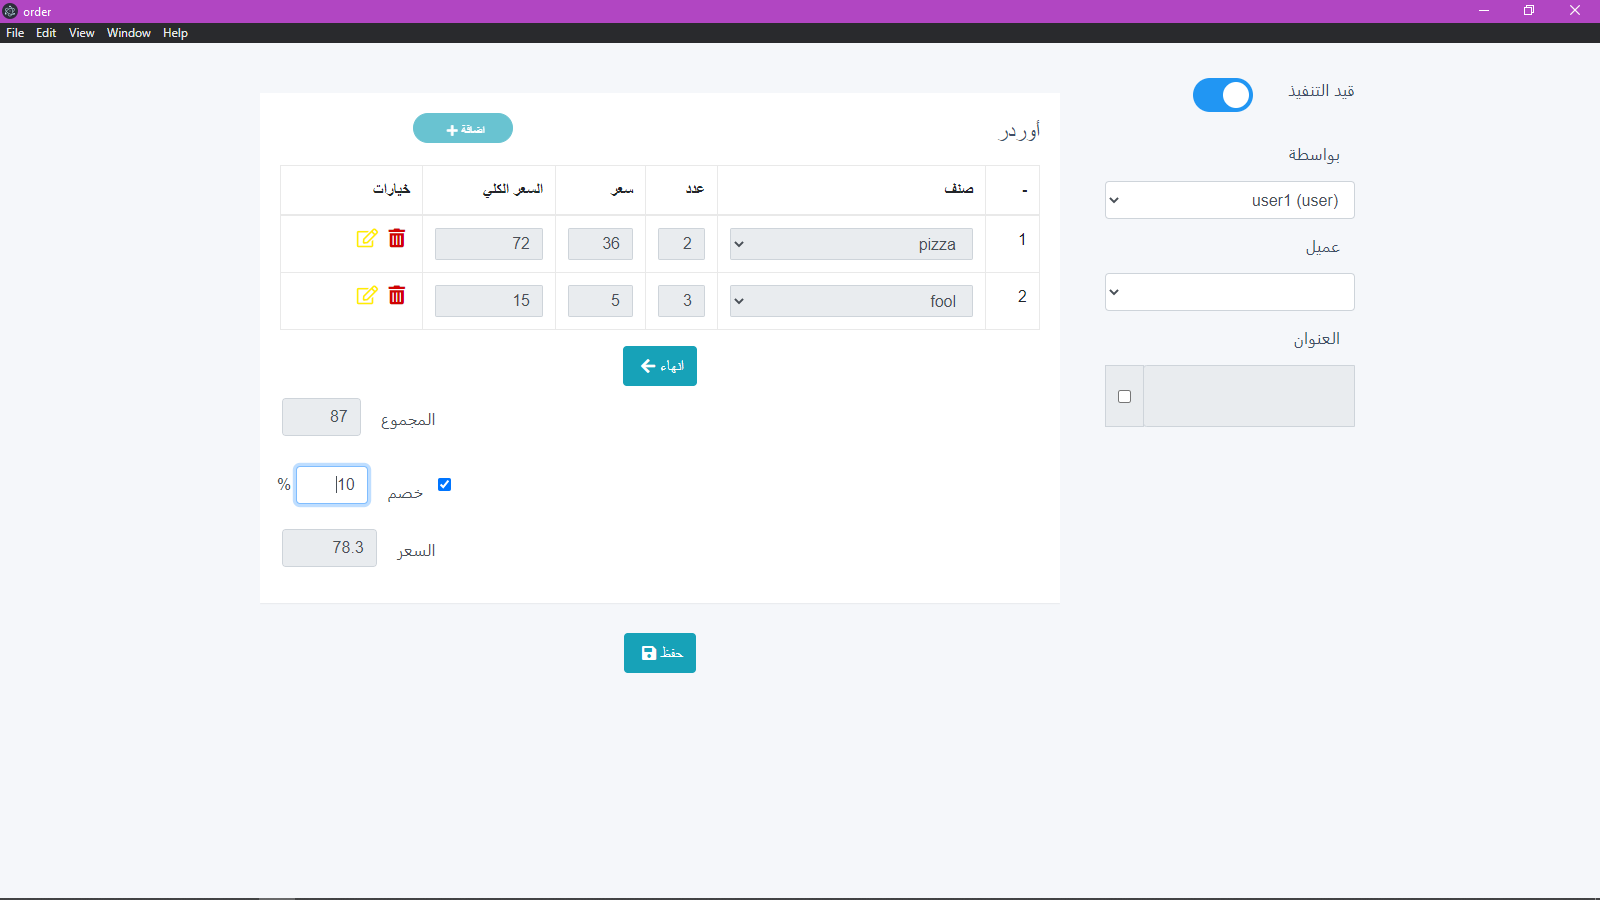 order
File Edit View Window Help
قيد التنفيذ
بواسطة
user1 (user)
عميل
العنوان
أوردر
اضافة +
- صنف عدد سعر السعر الكلي خيارات
1 pizza 2 36 72
2 fool 3 5 15
انهاء
المجموع 87
خصم 10 %
السعر 78.3
حفظ